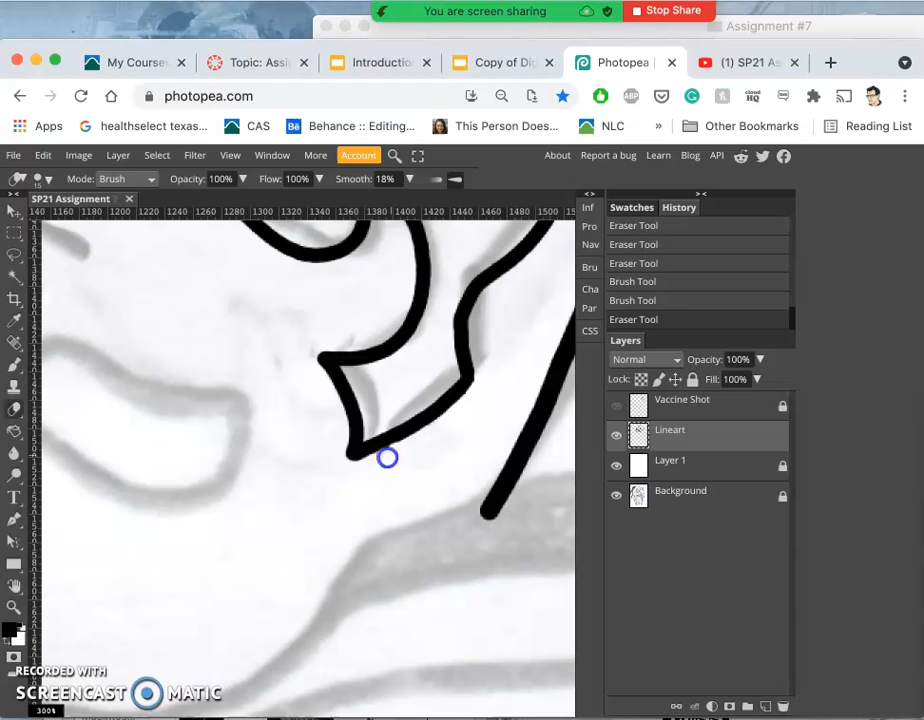 You are screen sharing
Stop Share
Assignment #7
My Course
Topic: Assi
Introductio
Copy of Dig
Photopea |
(1) SP21 As
photopea.com
Apps
healthselect texas...
CAS
Behance :: Editing...
This Person Does...
NLC
»
Other Bookmarks
Reading List
File Edit Image Layer Select Filter View Window More Account
About Report a bug Learn Blog API
15 Mode: Brush Opacity: 100% Flow: 100% Smooth: 18%
SP21 Assignment 7
140 1160 1180 1200 1220 1240 1260 1280 1300 1320 1340 1360 1380 1400 1420 1440 1460 1480 1500
Inf
Pro
Nav
Bru
Cha
Par
CSS
Swatches History
Eraser Tool
Eraser Tool
Eraser Tool
Brush Tool
Brush Tool
Eraser Tool
Layers
Normal Opacity: 100%
Lock: Fill: 100%
Vaccine Shot
Lineart
Layer 1
Background
RECORDED WITH
SCREENCAST MATIC
300%